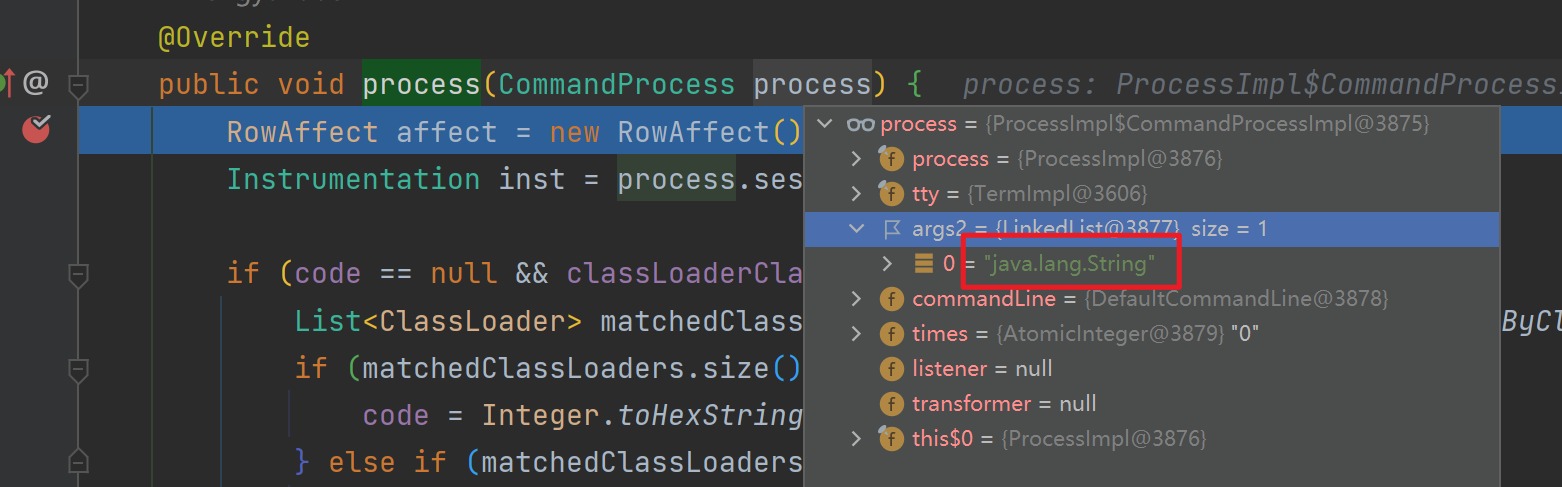 @Override
@ public void process(CommandProcess process) { process: ProcessImpl$CommandProcess
RowAffect affect = new RowAffect()
Instrumentation inst = process.ses
if (code == null && classLoaderCla
List<ClassLoader> matchedClass
ByCl
if (matchedClassLoaders.size()
code = Integer.toHexString
} else if (matchedClassLoaders
process = {ProcessImpl$CommandProcessImpl@3875}
process = {ProcessImpl@3876}
tty = {TermImpl@3606}
args2 = {LinkedList@3877} size = 1
0 = "java.lang.String"
commandLine = {DefaultCommandLine@3878}
times = {AtomicInteger@3879} "0"
listener = null
transformer = null
this$0 = {ProcessImpl@3876}